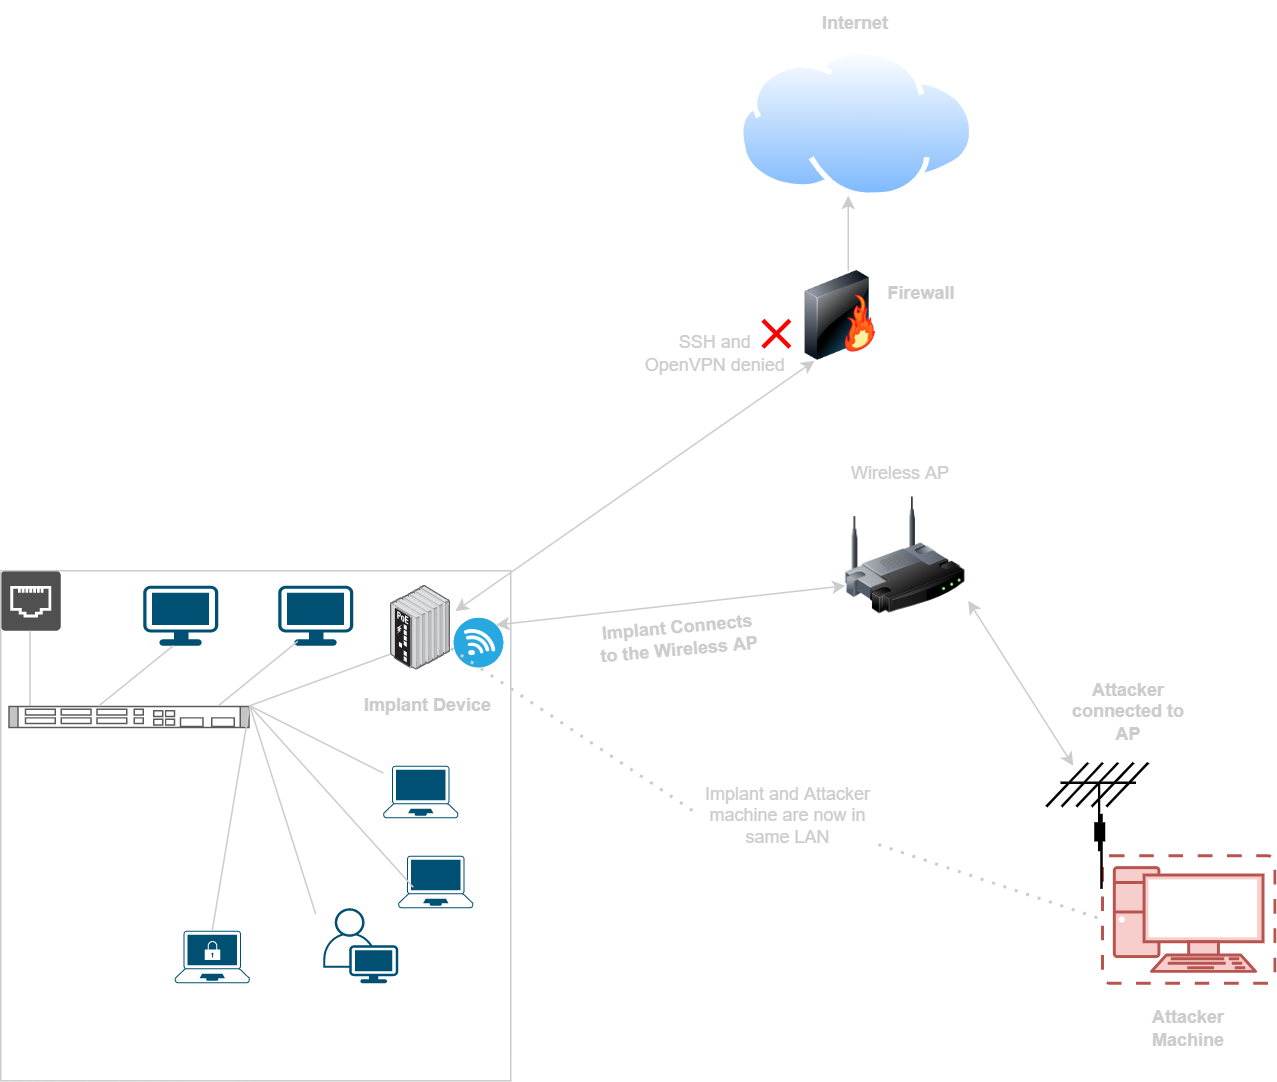 Internet
Firewall
SSH and
OpenVPN denied
Wireless AP
PoE
Implant Connects
to the Wireless AP
Implant Device
Attacker
connected to
AP
Implant and Attacker
machine are now in
same LAN
Attacker
Machine